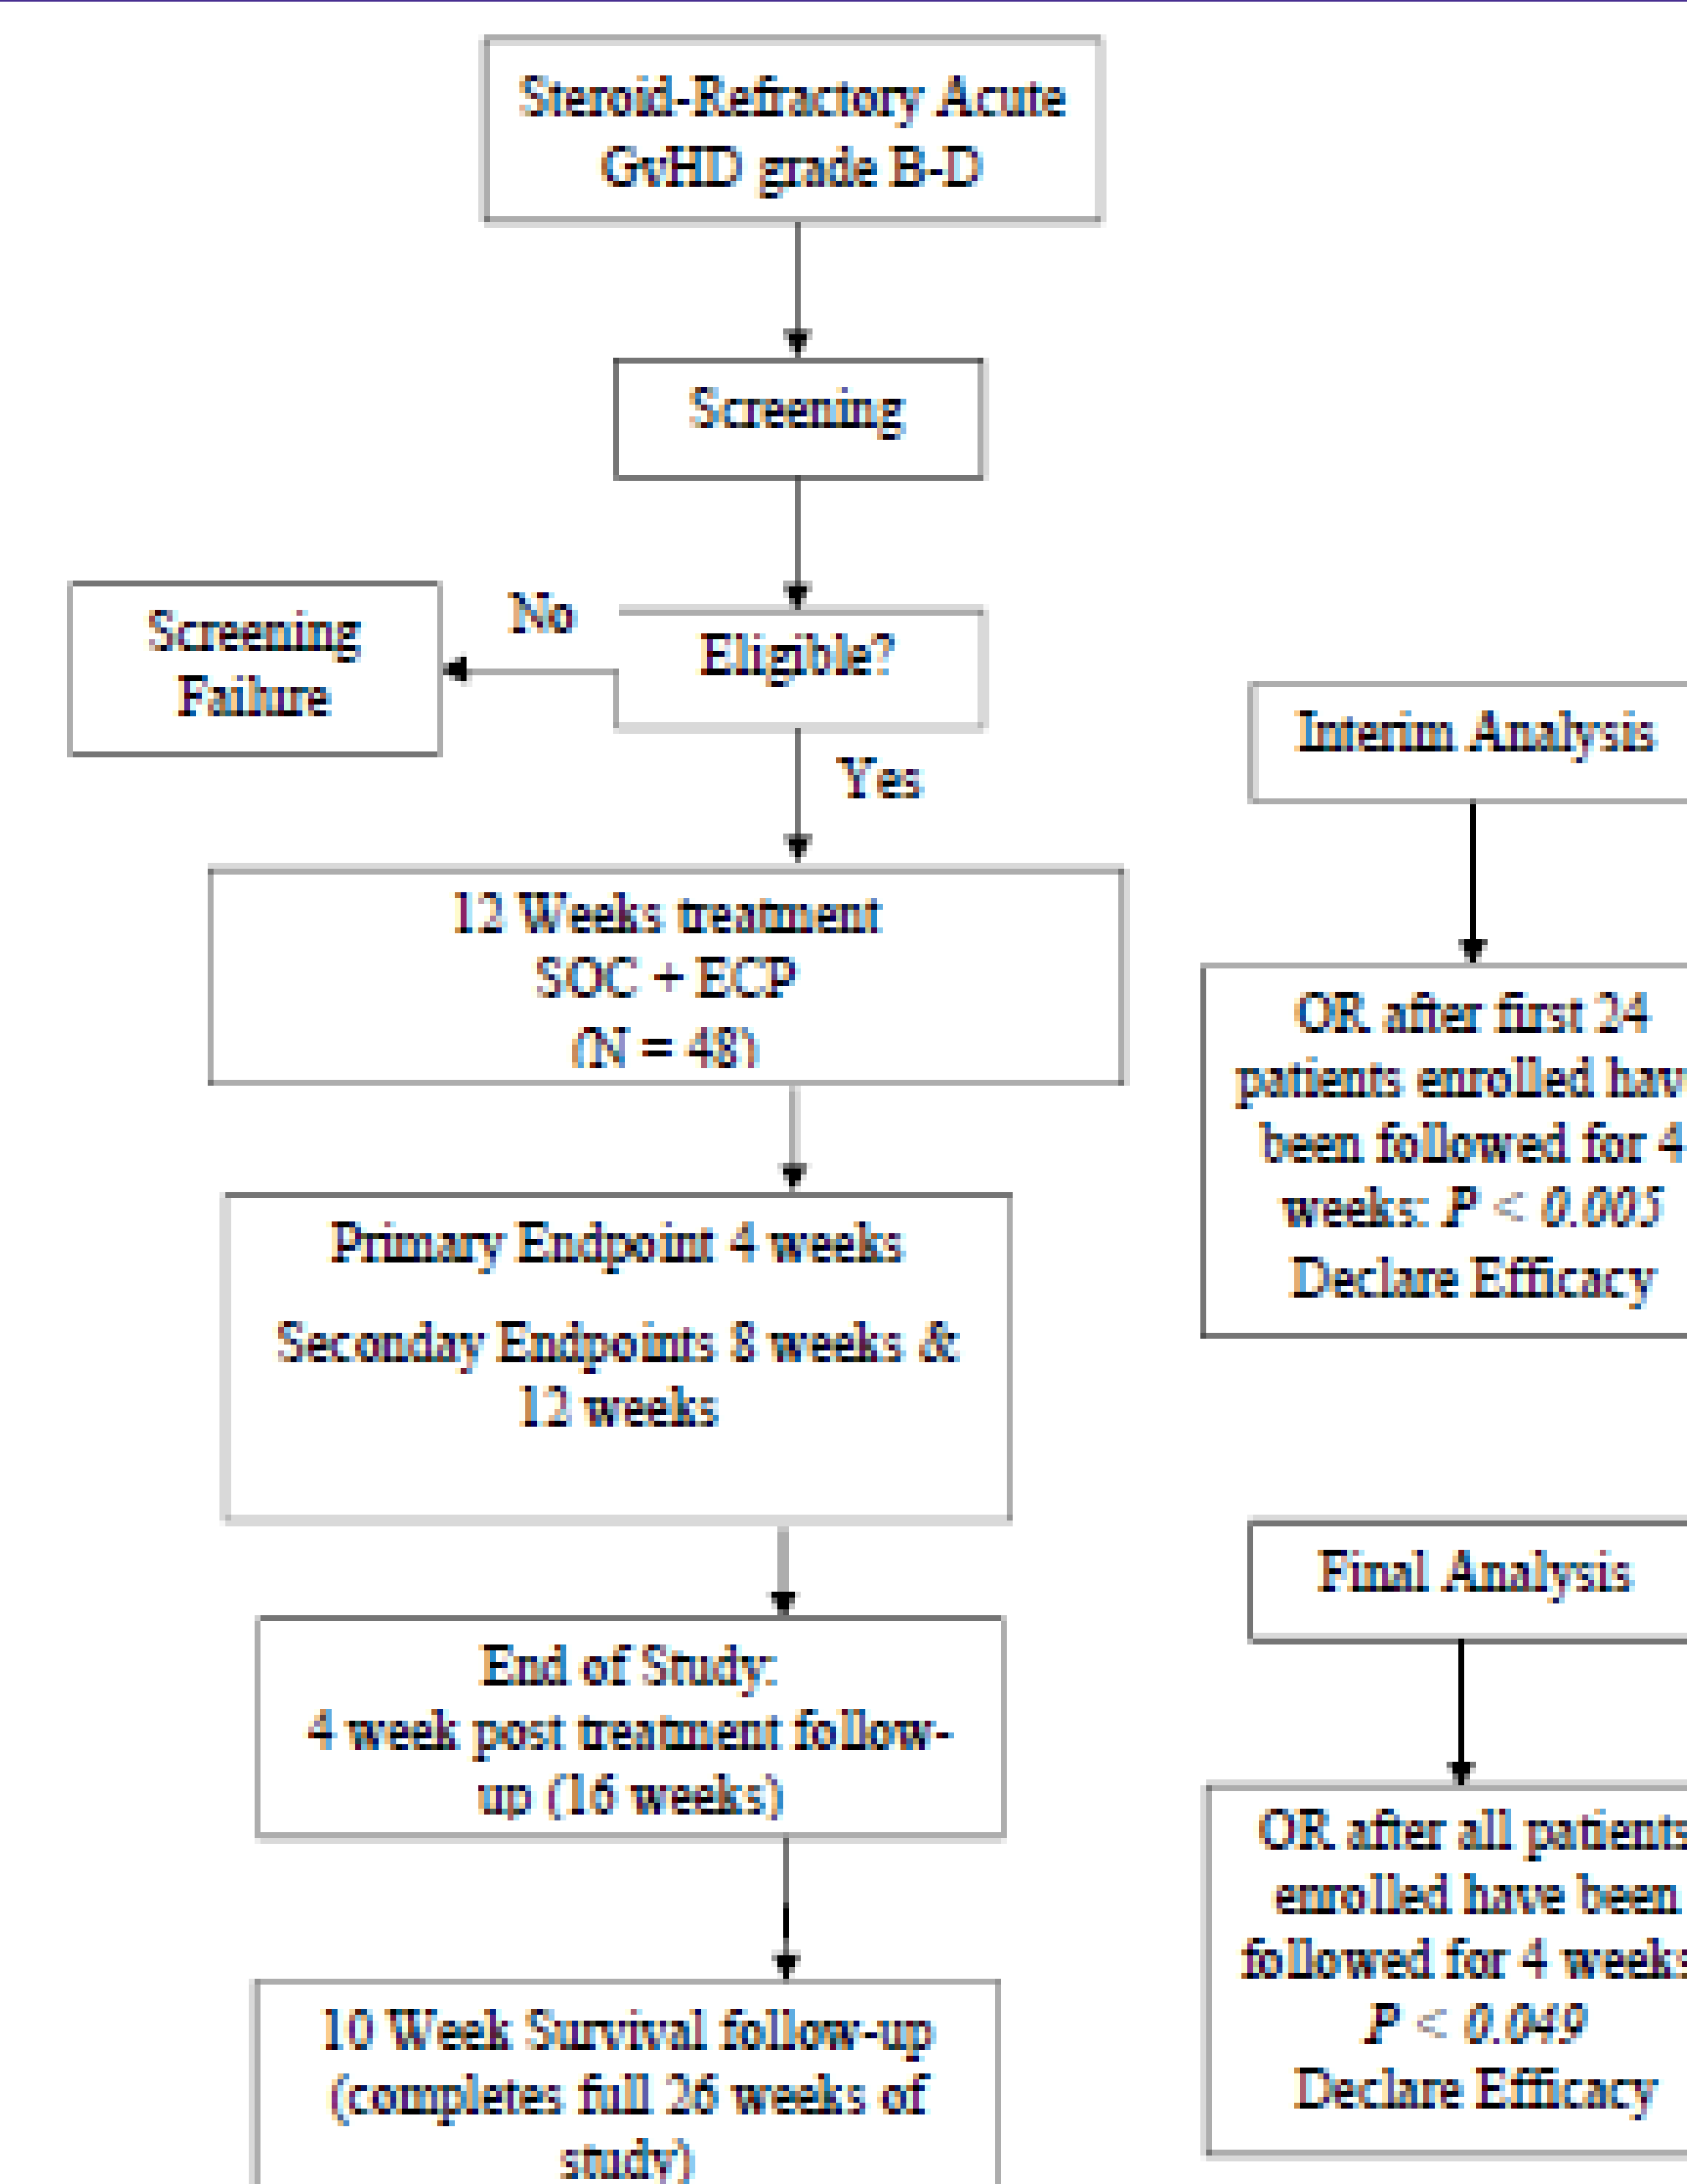 Steroid-Refractory Acute
GvHD grade B-D
Screening
No
Screening
Failure
Eligible?
Yes
12 Weeks treatment
SOC + ECP
(N = 48)
Primary Endpoint 4 weeks
Seconday Endpoints 8 weeks &
12 weeks
End of Study:
4 week post treatment follow-
up (16 weeks)
10 Week Survival follow-up
(completes full 26 weeks of
study)
Interim Analysis
OR after first 24
patients enrolled hav
been followed for 4
weeks: P < 0.005
Declare Efficacy
Final Analysis
OR after all patients
enrolled have been
followed for 4 weeks
P < 0.049
Declare Efficacy